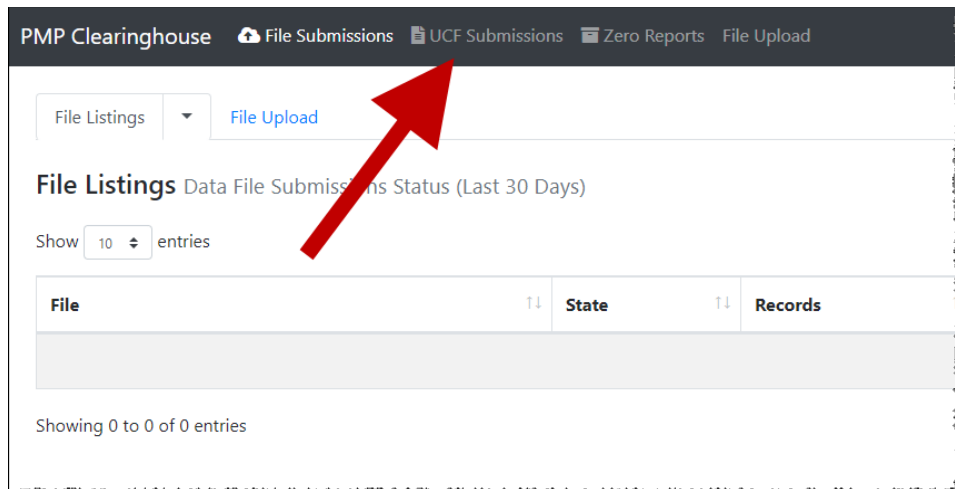 PMP Clearinghouse File Submissions UCF Submissions Zero Reports File Upload
File Listings File Upload
File Listings Data File Submissions Status (Last 30 Days)
Show 10 entries
File State Records
Showing 0 to 0 of 0 entries